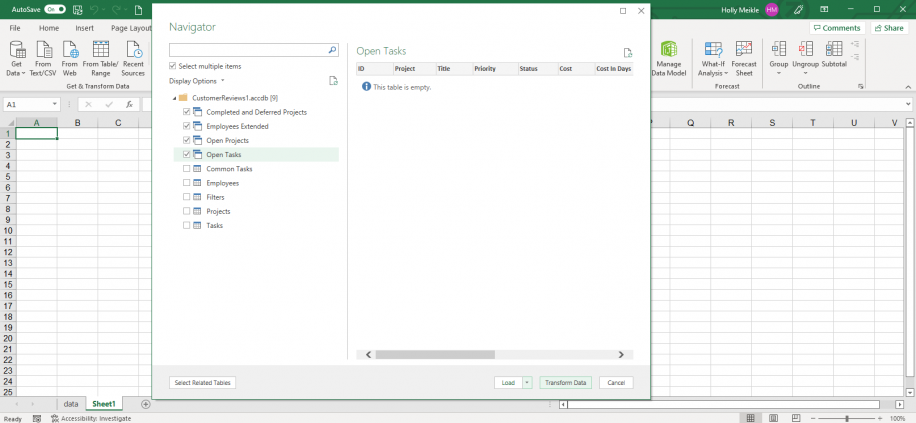 AutoSave On
Holly Meikle HM
File Home Insert Page Layout
Comments Share
Get Data
From Text/CSV
From Web
From Table/ Range
Recent Sources
Get & Transform Data
Manage Data Model
What-If Analysis
Forecast Sheet
Forecast
Group
Ungroup
Subtotal
Outline
A1
fx
A B C
P Q R S T U V
1
2
3
4
5
6
7
8
9
10
11
12
13
14
15
16
17
18
19
20
21
22
23
24
25
Navigator
Select multiple items
Display Options
CustomerReviews1.accdb [9]
Completed and Deferred Projects
Employees Extended
Open Projects
Open Tasks
Common Tasks
Employees
Filters
Projects
Tasks
Open Tasks
ID Project Title Priority Status Cost Cost In Days
This table is empty.
Select Related Tables
Load
Transform Data
Cancel
data Sheet1
Ready
Accessibility: Investigate
100%